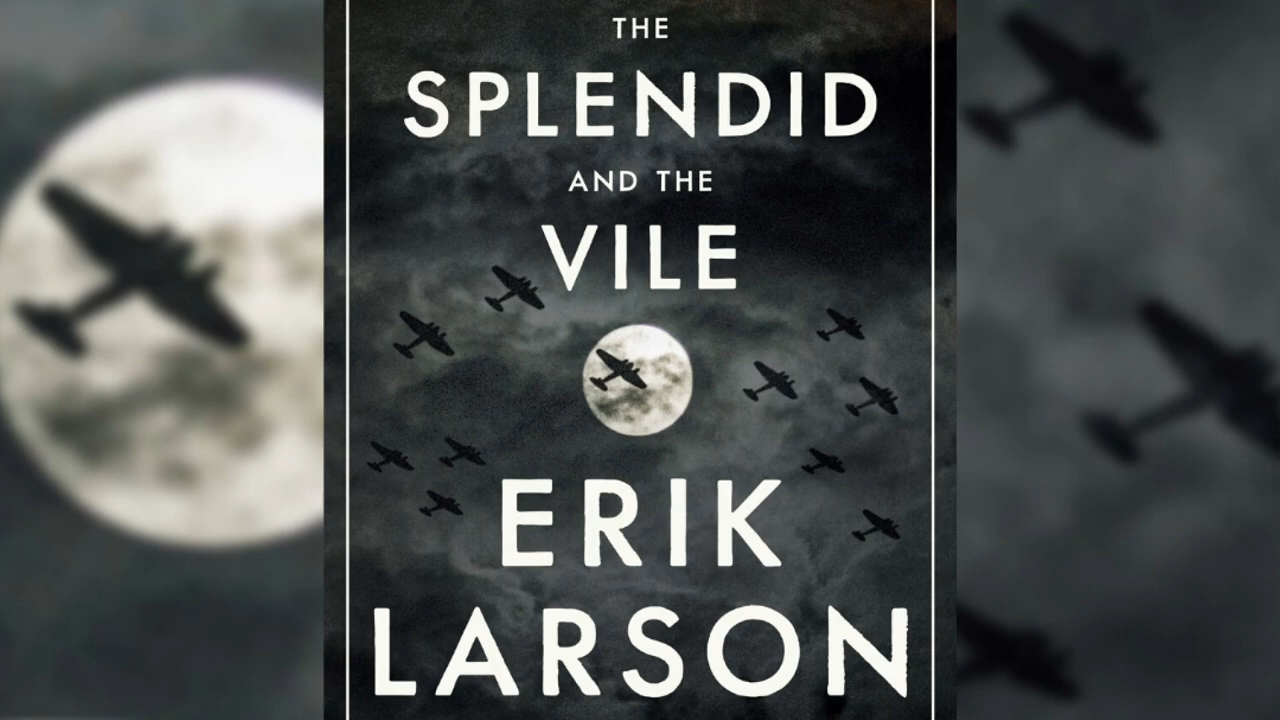 THE
SPLENDID
AND THE
VILE
ERIK
LARSON